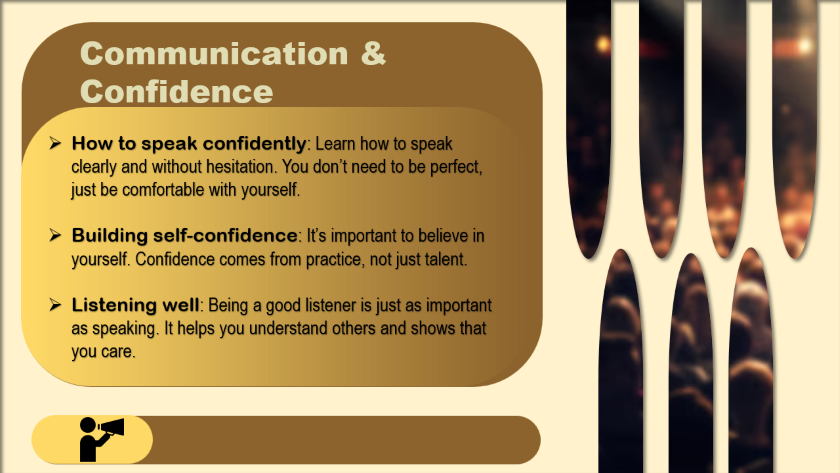 Communication &
Confidence
➢ How to speak confidently: Learn how to speak
clearly and without hesitation. You don’t need to be perfect,
just be comfortable with yourself.
➢ Building self-confidence: It’s important to believe in
yourself. Confidence comes from practice, not just talent.
➢ Listening well: Being a good listener is just as important
as speaking. It helps you understand others and shows that
you care.